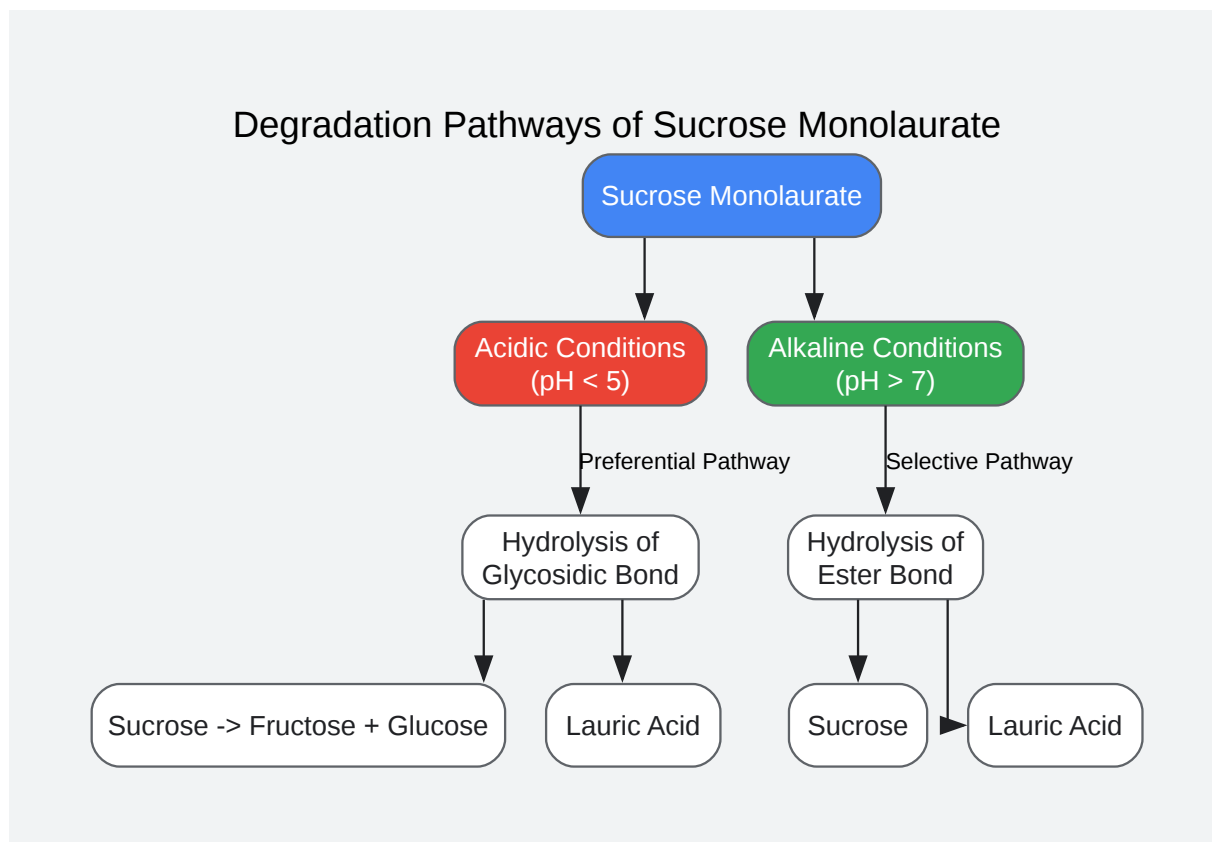 Degradation Pathways of Sucrose Monolaurate
Sucrose Monolaurate
Acidic Conditions
(pH < 5)
Alkaline Conditions
(pH > 7)
Preferential Pathway
Selective Pathway
Hydrolysis of
Glycosidic Bond
Hydrolysis of
Ester Bond
Sucrose -> Fructose + Glucose
Lauric Acid
Sucrose
Lauric Acid